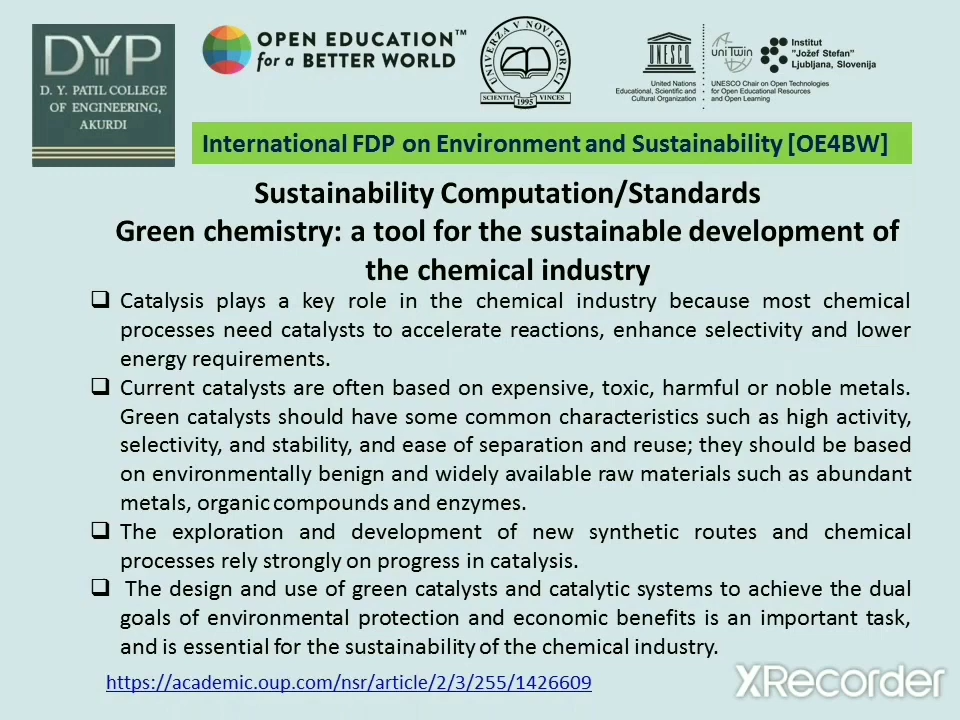 DYP
D. Y. PATIL COLLEGE
OF ENGINEERING,
AKURDI
OPEN EDUCATION™
for a BETTER WORLD
UNIVERZA V NOVI GORICI
SCIENTIA VINCES
1995
UNESCO
United Nations
Educational, Scientific and
Cultural Organization
uniTwin
Institut
"Jožef Stefan"
Ljubljana, Slovenija
UNESCO Chair on Open Technologies
for Open Educational Resources
and Open Learning
International FDP on Environment and Sustainability [OE4BW]
Sustainability Computation/Standards
Green chemistry: a tool for the sustainable development of
the chemical industry
❑ Catalysis plays a key role in the chemical industry because most chemical
processes need catalysts to accelerate reactions, enhance selectivity and lower
energy requirements.
❑ Current catalysts are often based on expensive, toxic, harmful or noble metals.
Green catalysts should have some common characteristics such as high activity,
selectivity, and stability, and ease of separation and reuse; they should be based
on environmentally benign and widely available raw materials such as abundant
metals, organic compounds and enzymes.
❑ The exploration and development of new synthetic routes and chemical
processes rely strongly on progress in catalysis.
❑ The design and use of green catalysts and catalytic systems to achieve the dual
goals of environmental protection and economic benefits is an important task,
and is essential for the sustainability of the chemical industry.
https://academic.oup.com/nsr/article/2/3/255/1426609
XRecorder